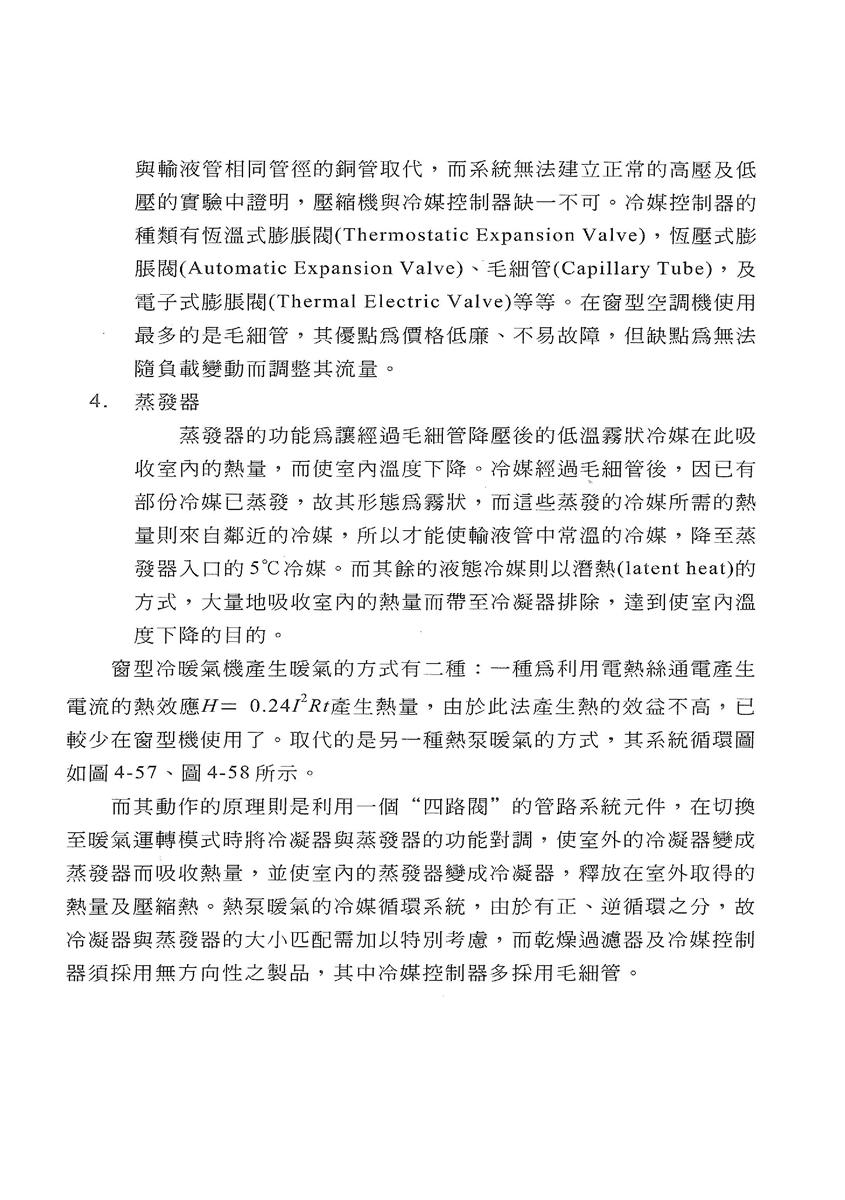 與輸液管相同管徑的銅管取代，而系統無法建立正常的高壓及低
壓的實驗中證明，壓縮機與冷媒控制器缺一不可。冷媒控制器的
種類有恆溫式膨脹閥(Thermostatic Expansion Valve)，恆壓式膨
脹閥(Automatic Expansion Valve)、毛細管(Capillary Tube)，及
電子式膨脹閥(Thermal Electric Valve)等等。在窗型空調機使用
最多的是毛細管，其優點爲價格低廉、不易故障，但缺點爲無法
隨負載變動而調整其流量。
4. 蒸發器
蒸發器的功能爲讓經過毛細管降壓後的低溫霧狀冷媒在此吸
收室內的熱量，而使室內溫度下降。冷媒經過毛細管後，因已有
部份冷媒已蒸發，故其形態爲霧狀，而這些蒸發的冷媒所需的熱
量則來自鄰近的冷媒，所以才能使輸液管中常溫的冷媒，降至蒸
發器入口的 5℃冷媒。而其餘的液態冷媒則以潛熱(latent heat)的
方式，大量地吸收室內的熱量而帶至冷凝器排除，達到使室內溫
度下降的目的。
窗型冷暖氣機產生暖氣的方式有二種：一種爲利用電熱絲通電產生
電流的熱效應H＝ 0.24I²Rt產生熱量，由於此法產生熱的效益不高，已
較少在窗型機使用了。取代的是另一種熱泵暖氣的方式，其系統循環圖
如圖 4-57、圖 4-58 所示。
而其動作的原理則是利用一個“四路閥”的管路系統元件，在切換
至暖氣運轉模式時將冷凝器與蒸發器的功能對調，使室外的冷凝器變成
蒸發器而吸收熱量，並使室內的蒸發器變成冷凝器，釋放在室外取得的
熱量及壓縮熱。熱泵暖氣的冷媒循環系統，由於有正、逆循環之分，故
冷凝器與蒸發器的大小匹配需加以特別考慮，而乾燥過濾器及冷媒控制
器須採用無方向性之製品，其中冷媒控制器多採用毛細管。